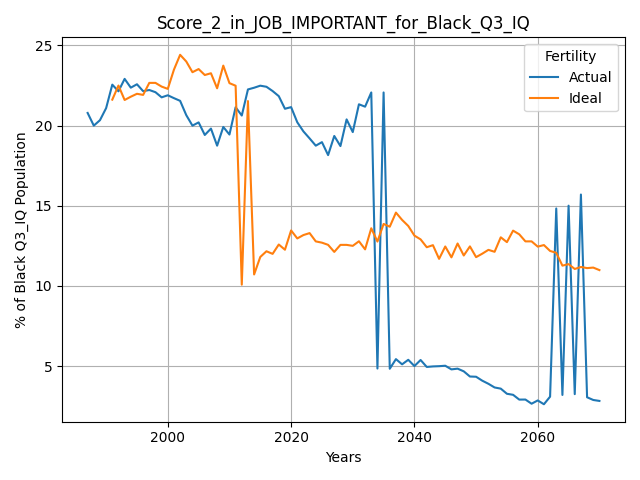 Score_2_in_JOB_IMPORTANT_for_Black_Q3_IQ
% of Black Q3_IQ Population
25
20
15
10
5
2000
2020
2040
2060
Years
Fertility
Actual
Ideal